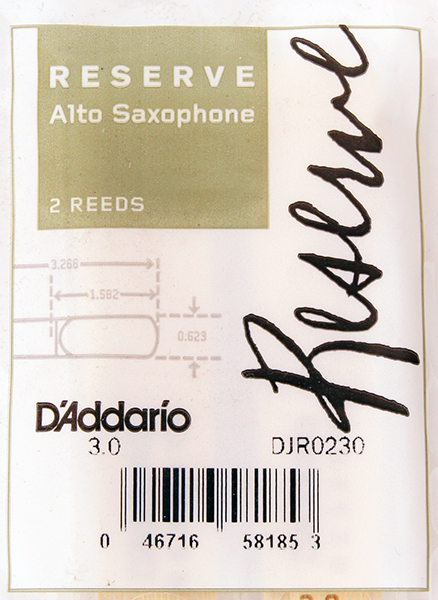 RESERVE
Alto Saxophone
2 REEDS
Reserve
3.266
1.582
0.623
D'Addario
3.0
DJR0230
0 46716 58185 3